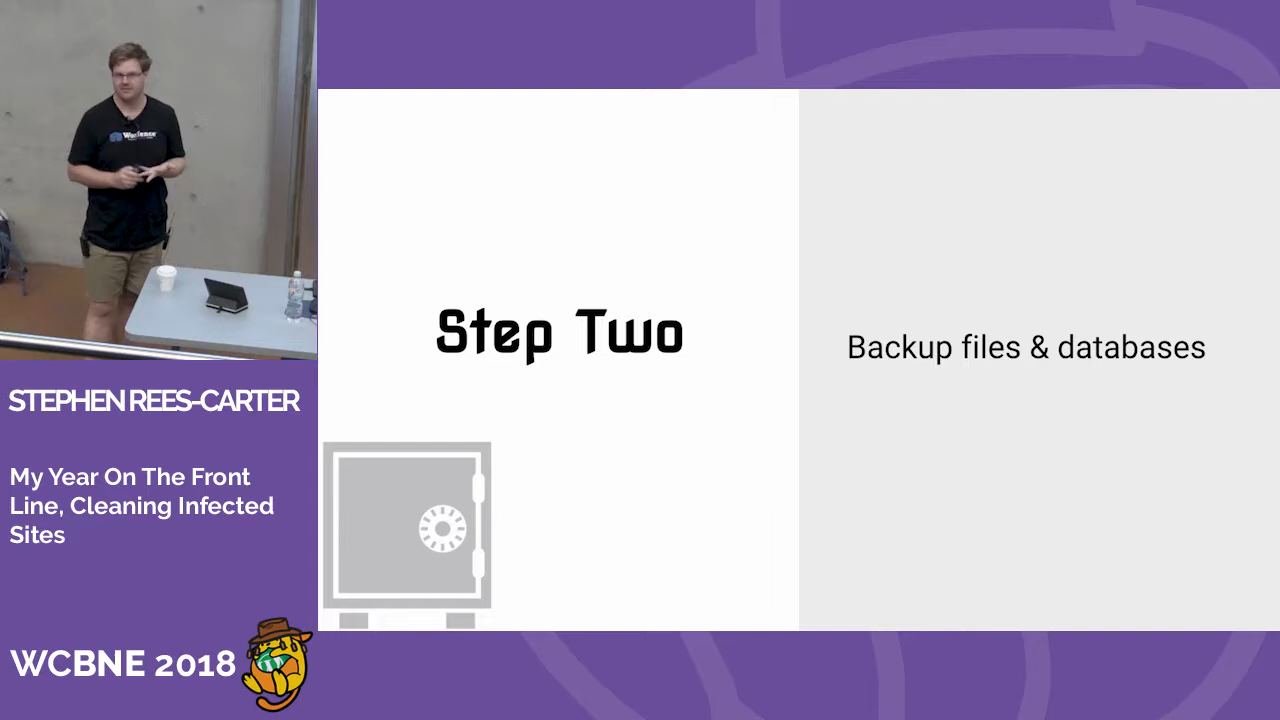 Wordfence
STEPHEN REES-CARTER
My Year On The Front
Line, Cleaning Infected
Sites
WCBNE 2018
Step Two
Backup files & databases